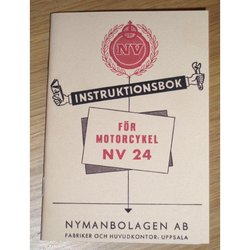 NV
INSTRUKTIONSBOK
FÖR
MOTORCYKEL
NV 24
NYMANBOLAGEN AB
FABRIKER OCH HUVUDKONTOR: UPPSALA